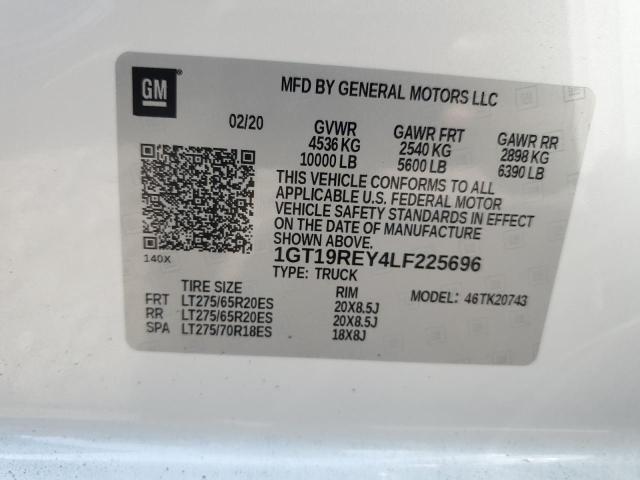 GM
MFD BY GENERAL MOTORS LLC
02/20
GVWR GAWR FRT GAWR RR
4536 KG 2540 KG 2898 KG
10000 LB 5600 LB 6390 LB
THIS VEHICLE CONFORMS TO ALL
APPLICABLE U.S. FEDERAL MOTOR
VEHICLE SAFETY STANDARDS IN EFFECT
ON THE DATE OF MANUFACTURE
SHOWN ABOVE.
140X
1GT19REY4LF225696
TYPE: TRUCK
TIRE SIZE RIM MODEL: 46TK20743
FRT LT275/65R20ES 20X8.5J
RR LT275/65R20ES 20X8.5J
SPA LT275/70R18ES 18X8J